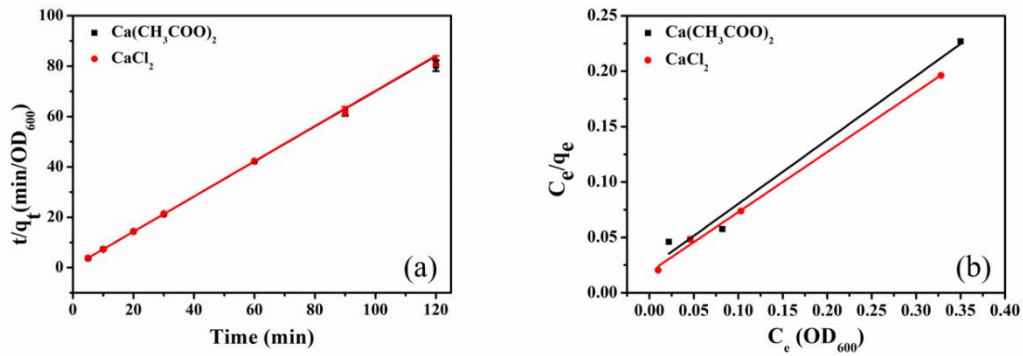 100
80
60
40
20
0
t/qₜ(min/OD₆₀₀)
Ca(CH₃COO)₂
CaCl₂
(a)
0 20 40 60 80 100 120
Time (min)
0.25
0.20
0.15
0.10
0.05
0.00
Cₑ/qₑ
Ca(CH₃COO)₂
CaCl₂
(b)
0.00 0.05 0.10 0.15 0.20 0.25 0.30 0.35 0.40
Cₑ (OD₆₀₀)